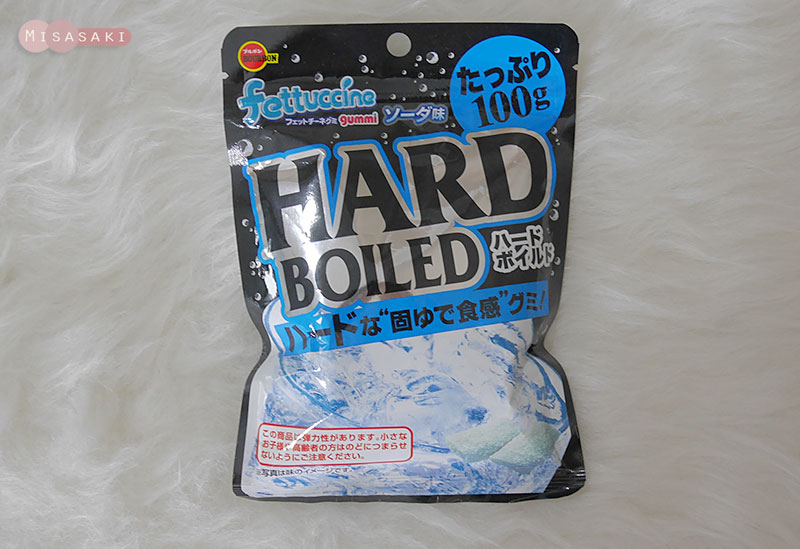 MISASAKI
ブルボン
BOURBON
たっぷり
100g
fettuccine
フェットチーネグミ gummi ソーダ味
HARD
BOILED
ハード
ボイルド
ハードな"固ゆで食感"グミ!
この商品は弾力性があります。小さな
お子様や高齢者の方はのどにつまらせ
ないようにご注意ください。
※写真は味のイメージです。